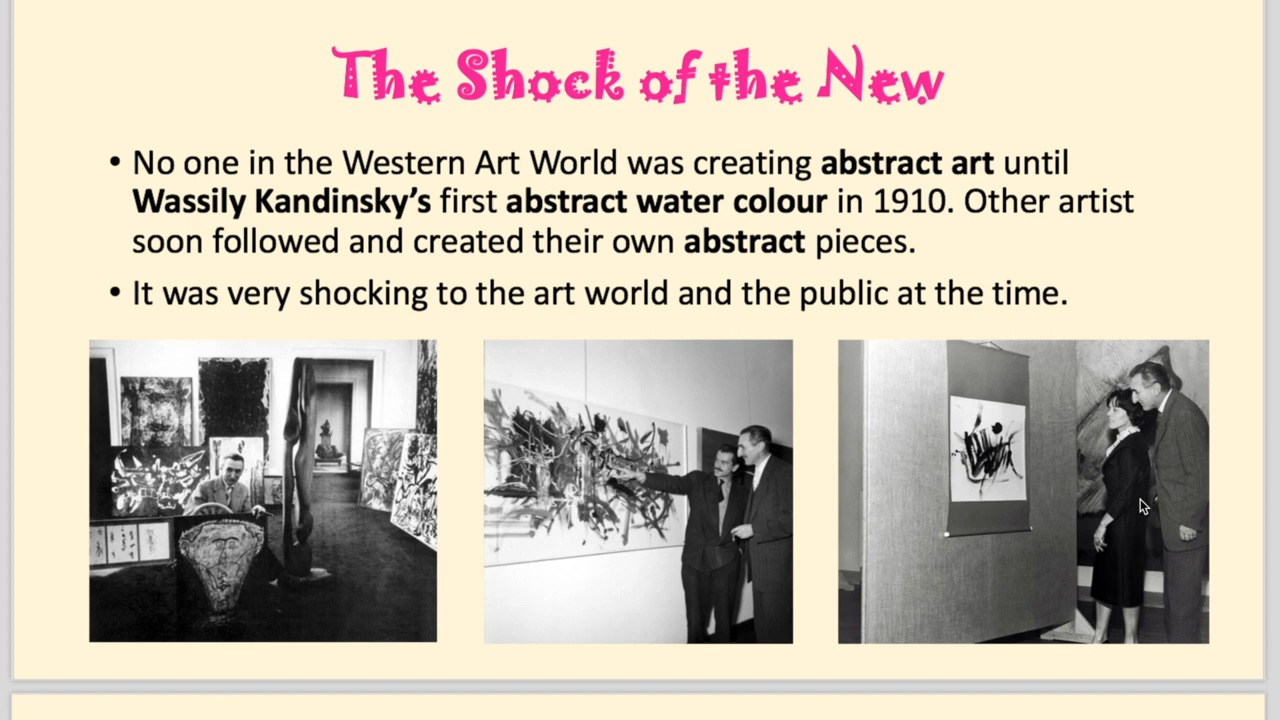 The Shock of the New
• No one in the Western Art World was creating abstract art until
Wassily Kandinsky’s first abstract water colour in 1910. Other artist
soon followed and created their own abstract pieces.
• It was very shocking to the art world and the public at the time.